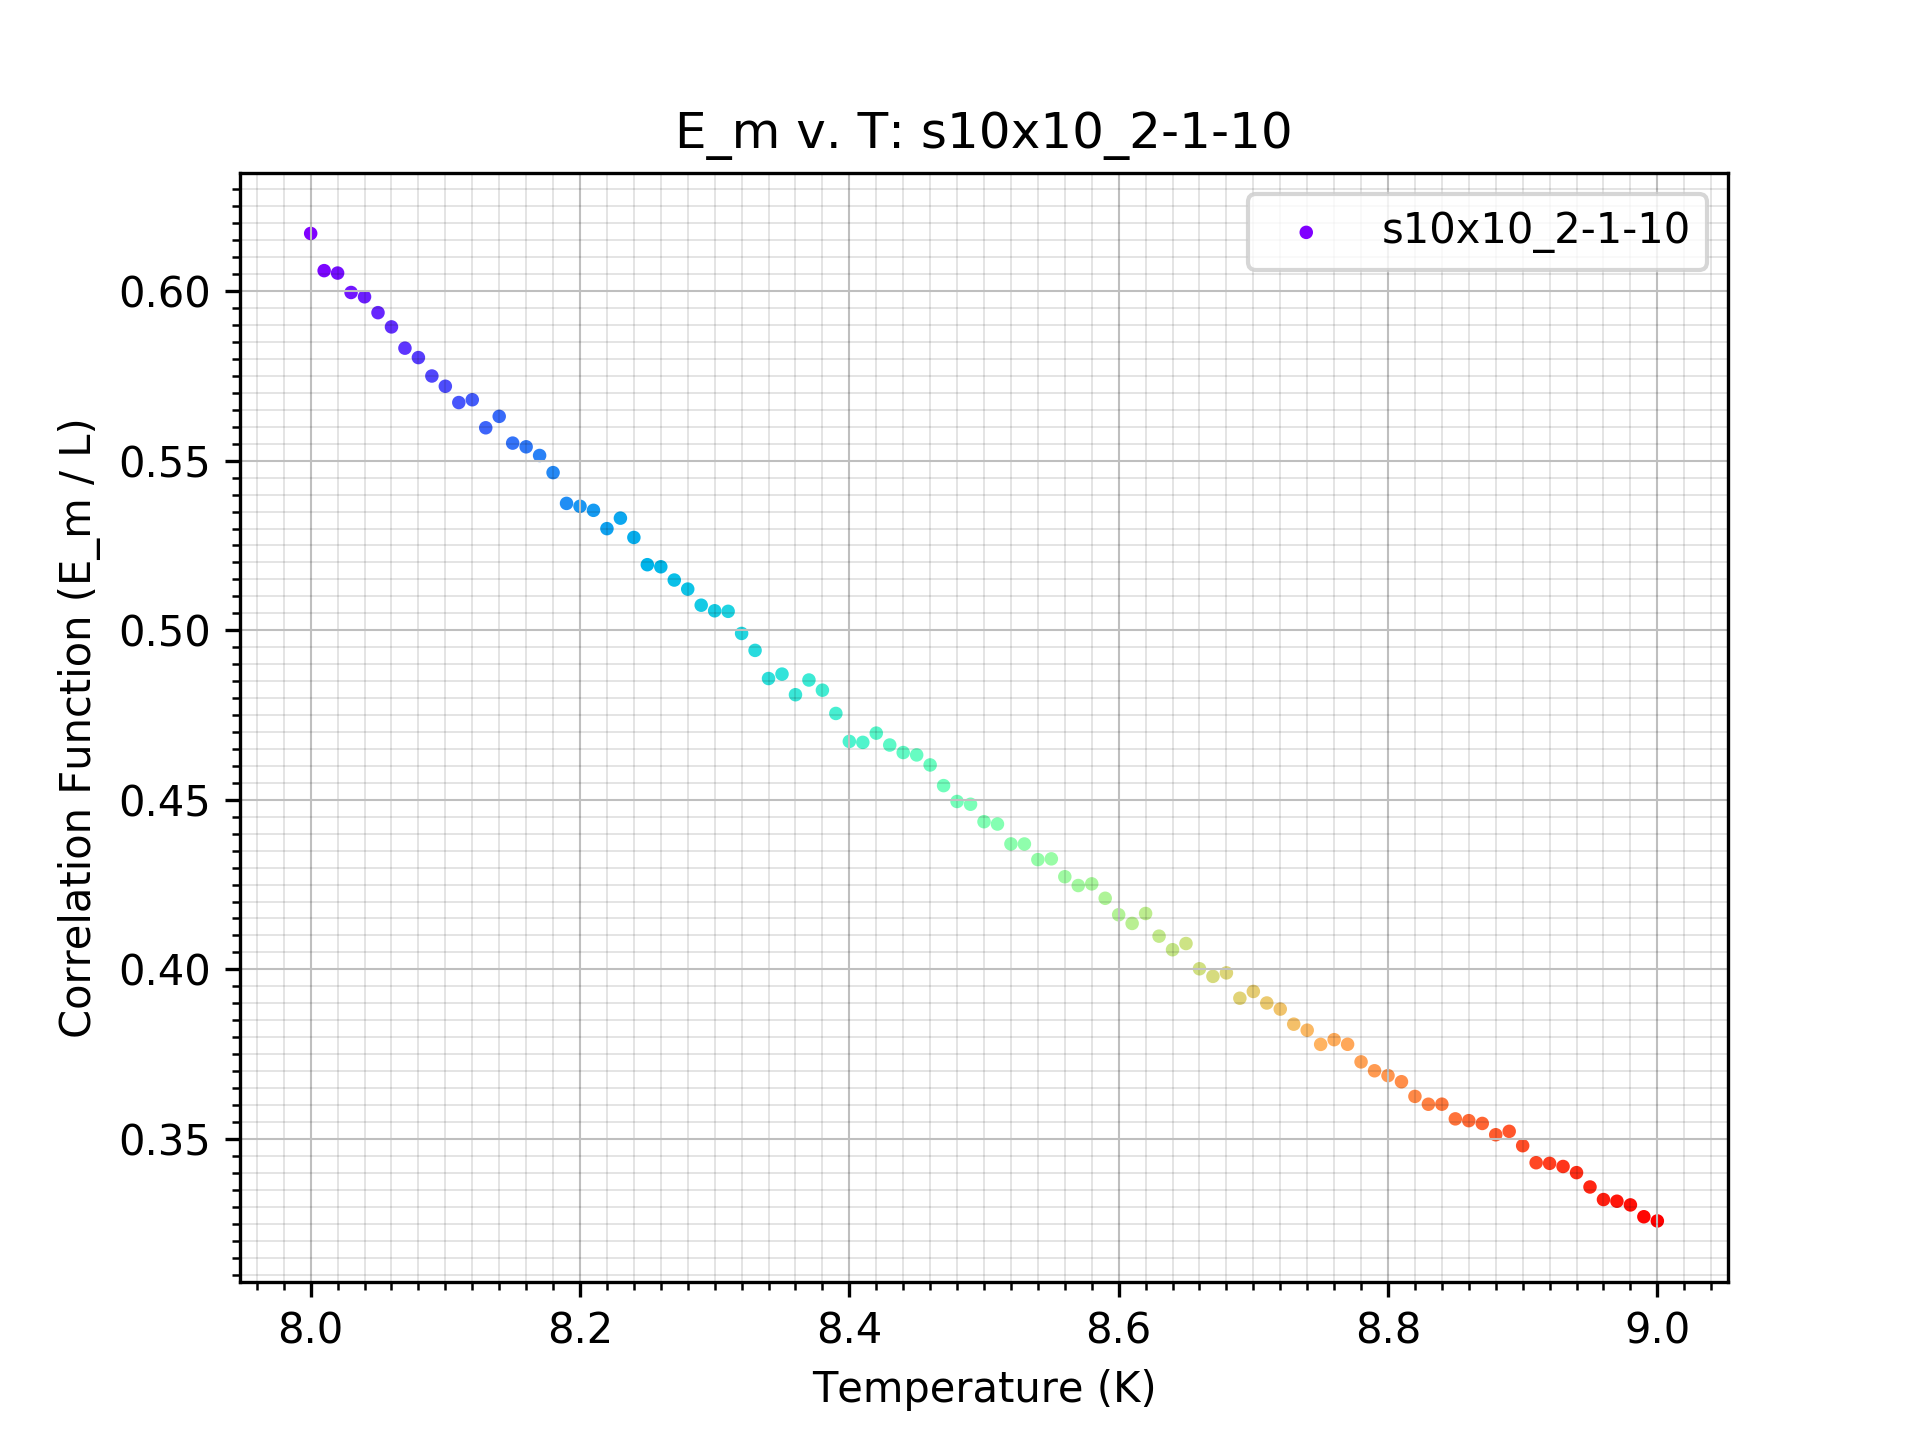 E_m v. T: s10x10_2-1-10
s10x10_2-1-10
0.60
0.55
0.50
0.45
0.40
0.35
Correlation Function (E_m / L)
8.0 8.2 8.4 8.6 8.8 9.0
Temperature (K)